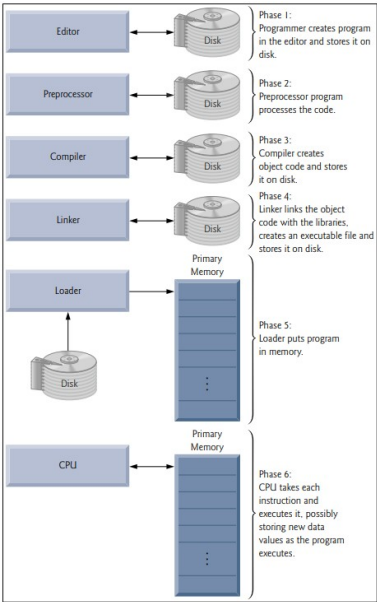 Editor
Disk
Phase 1:
Programmer creates program
in the editor and stores it on
disk.
Preprocessor
Disk
Phase 2:
Preprocessor program
processes the code.
Compiler
Disk
Phase 3:
Compiler creates
object code and stores
it on disk.
Linker
Disk
Phase 4:
Linker links the object
code with the libraries,
creates an executable file and
stores it on disk.
Loader
Disk
Primary
Memory
Phase 5:
Loader puts program
in memory.
CPU
Primary
Memory
Phase 6:
CPU takes each
instruction and
executes it, possibly
storing new data
values as the program
executes.